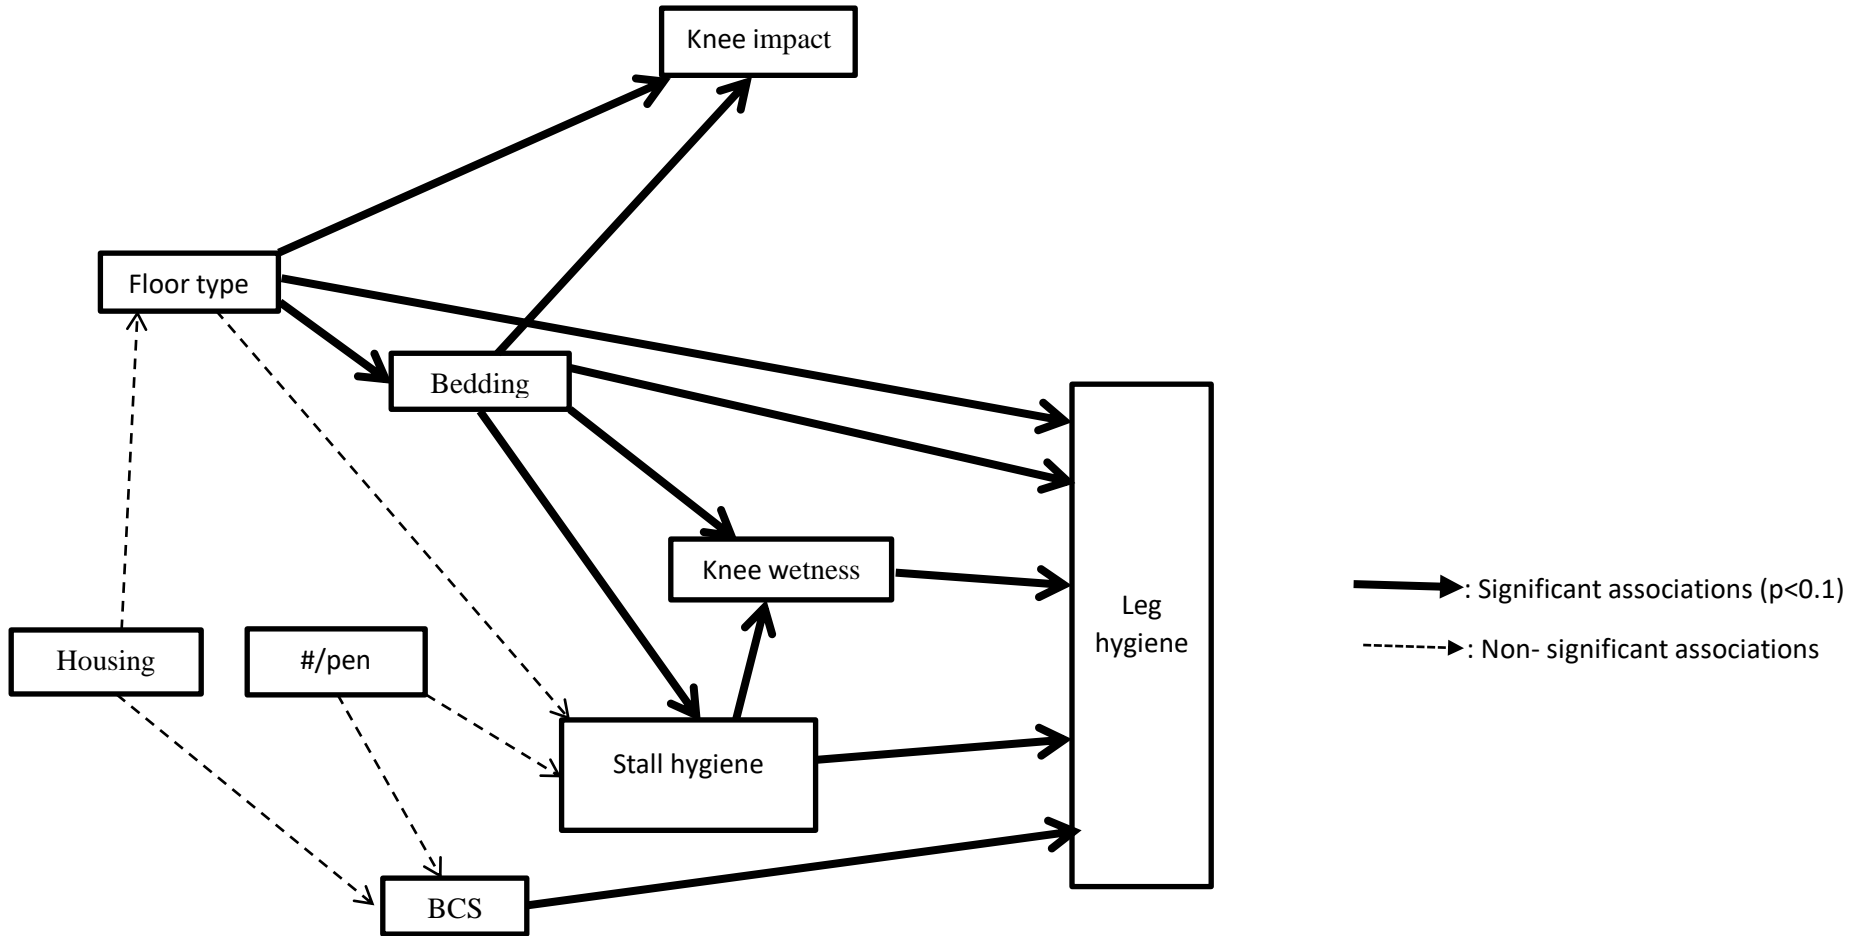 Knee impact
Floor type
Bedding
Knee wetness
Leg
hygiene
: Significant associations (p<0.1)
: Non- significant associations
Housing
#/pen
Stall hygiene
BCS